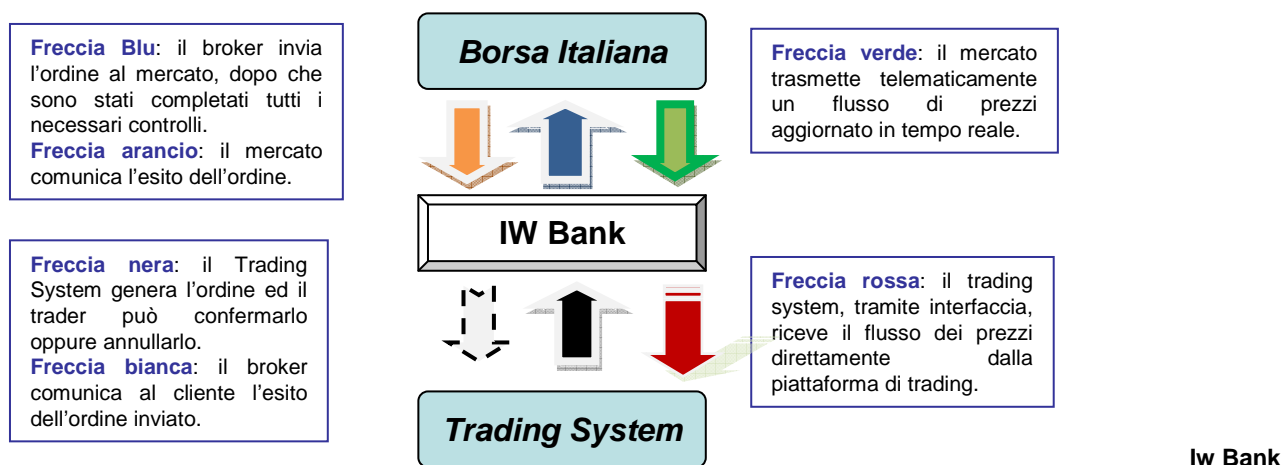 Freccia Blu: il broker invia
l'ordine al mercato, dopo che
sono stati completati tutti i
necessari controlli.
Freccia arancio: il mercato
comunica l'esito dell'ordine.
Borsa Italiana
Freccia verde: il mercato
trasmette telematicamente
un flusso di prezzi
aggiornato in tempo reale.
IW Bank
Freccia nera: il Trading
System genera l'ordine ed il
trader può confermarlo
oppure annullarlo.
Freccia bianca: il broker
comunica al cliente l'esito
dell'ordine inviato.
Freccia rossa: il trading
system, tramite interfaccia,
riceve il flusso dei prezzi
direttamente dalla
piattaforma di trading.
Trading System
Iw Bank